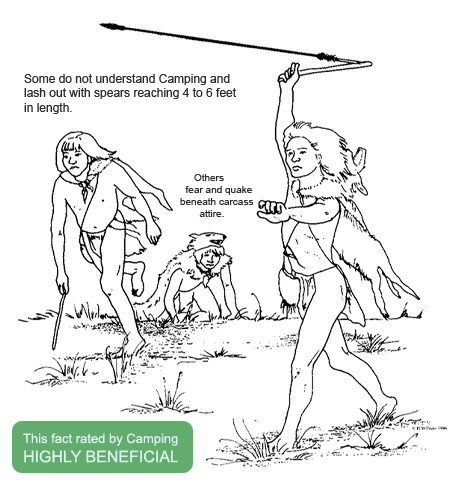 Some do not understand Camping and
lash out with spears reaching 4 to 6 feet
in length.
Others
fear and quake
beneath carcass
attire.
This fact rated by Camping
HIGHLY BENEFICIAL